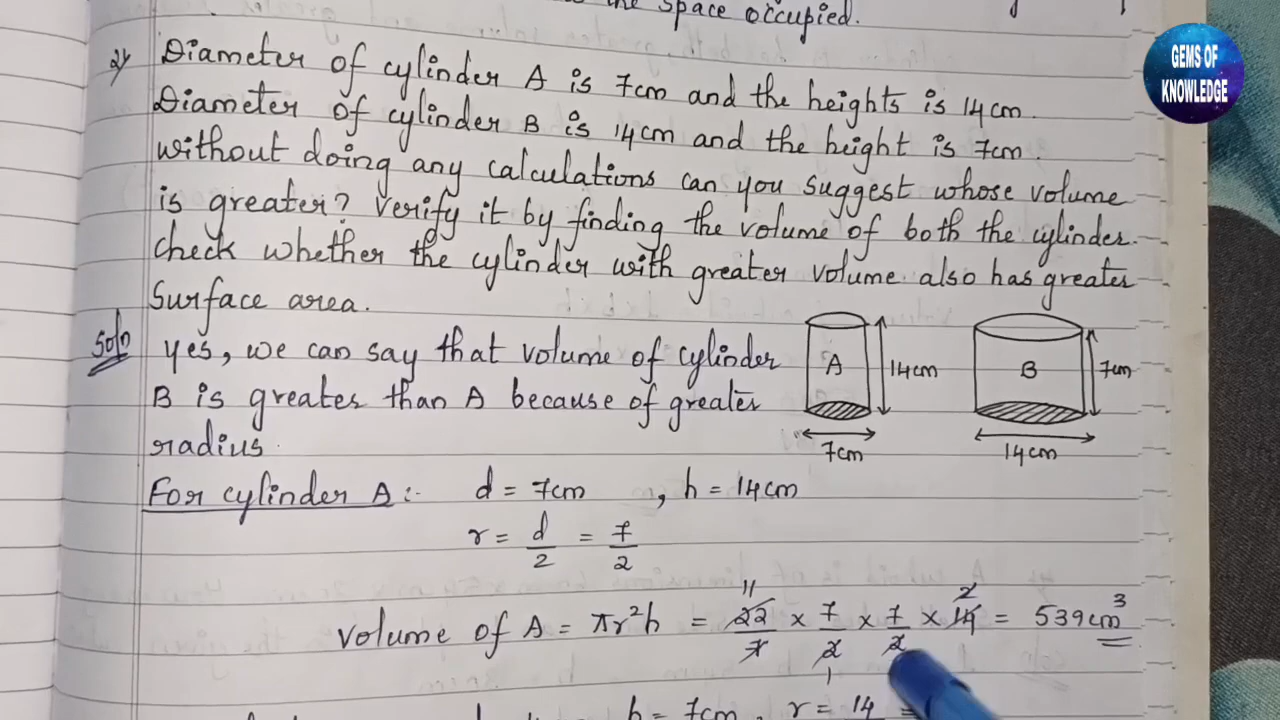 the space occupied.
GEMS OF
KNOWLEDGE
2) Diameter of cylinder A is 7cm and the heights is 14cm.
Diameter of cylinder B is 14cm and the height is 7cm.
without doing any calculations can you suggest whose volume
is greater? Verify it by finding the volume of both the cylinder.
check whether the cylinder with greater volume also has greater
Surface area.
Soln Yes, we can say that volume of cylinder
B is greater than A because of greater
radius.
A 14cm
7cm
B 7cm
14cm
For cylinder A:- d = 7cm , h = 14cm
r = d/2 = 7/2
Volume of A = πr²h = 22/7 × 7/2 × 7/2 × 14 = 539cm³
11 2
1
h = 7cm, r = 14